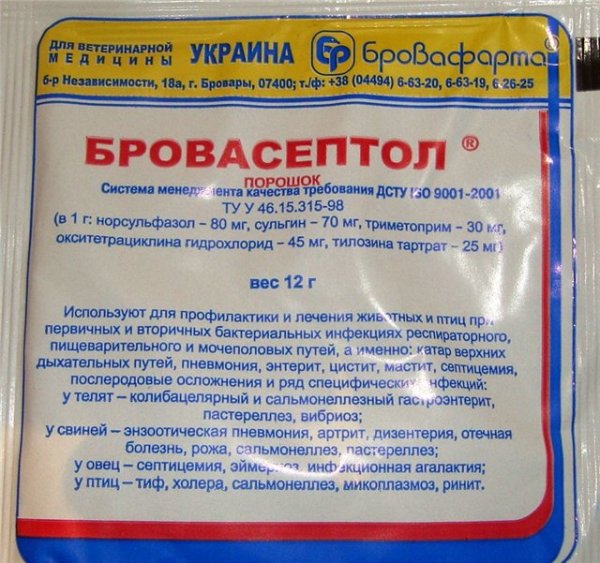 ДЛЯ ВЕТЕРИНАРНОЙ
МЕДИЦИНЫ
УКРАИНА
БР БроВафарма®
б-р Независимости, 18а, г. Бровары, 07400; т./ф: +38 (04494) 6-63-20, 6-63-19, 6-26-25
БРОВАСЕПТОЛ ®
ПОРОШОК
Система менеджмента качества требования ДСТУ ISO 9001-2001
ТУ У 46.15.315-98
(в 1 г: норсульфазол – 80 мг, сульгин – 70 мг, триметоприм – 30 мг,
окситетрациклина гидрохлорид – 45 мг, тилозина тартрат – 25 мг)
вес 12 г
Используют для профилактики и лечения животных и птиц при
первичных и вторичных бактериальных инфекциях респираторного,
пищеварительного и мочеполовых путей, а именно: катар верхних
дыхательных путей, пневмония, энтерит, цистит, мастит, септицемия,
послеродовые осложнения и ряд специфических инфекций:
у телят – колибацелярный и сальмонеллезный гастроэнтерит,
пастереллез, вибриоз;
у свиней – энзоотическая пневмония, артрит, дизентерия, отечная
болезнь, рожа, сальмонеллез, пастереллез;
у овец – септицемия, эймериоз, инфекционная агалактия;
у птиц – тиф, холера, сальмонеллез, микоплазмоз, ринит.